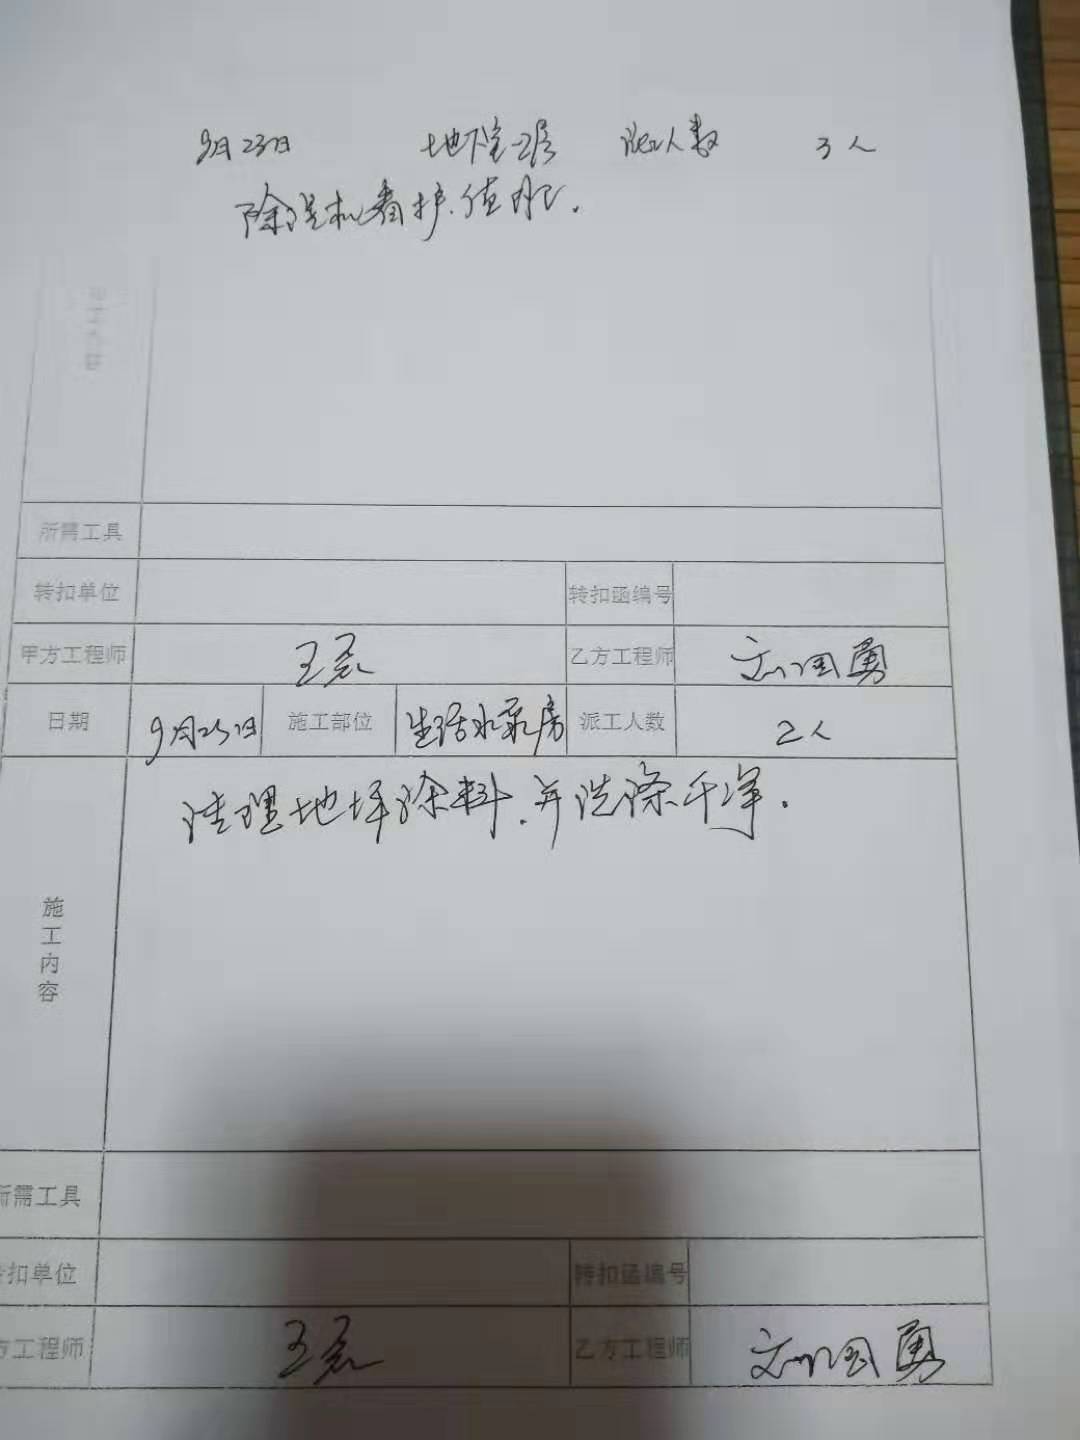 9月23日 地下室二层 派工人数 3人
除湿机看护.值班.
施工内容
所需工具
转扣单位 转扣函编号
甲方工程师 王磊 乙方工程师 刘国勇
日期 9月25日 施工部位 生活水泵房 派工人数 2人
清理地坪涂料.并洗涤干净.
施工内容
所需工具
转扣单位 转扣函编号
方工程师 王磊 乙方工程师 刘国勇